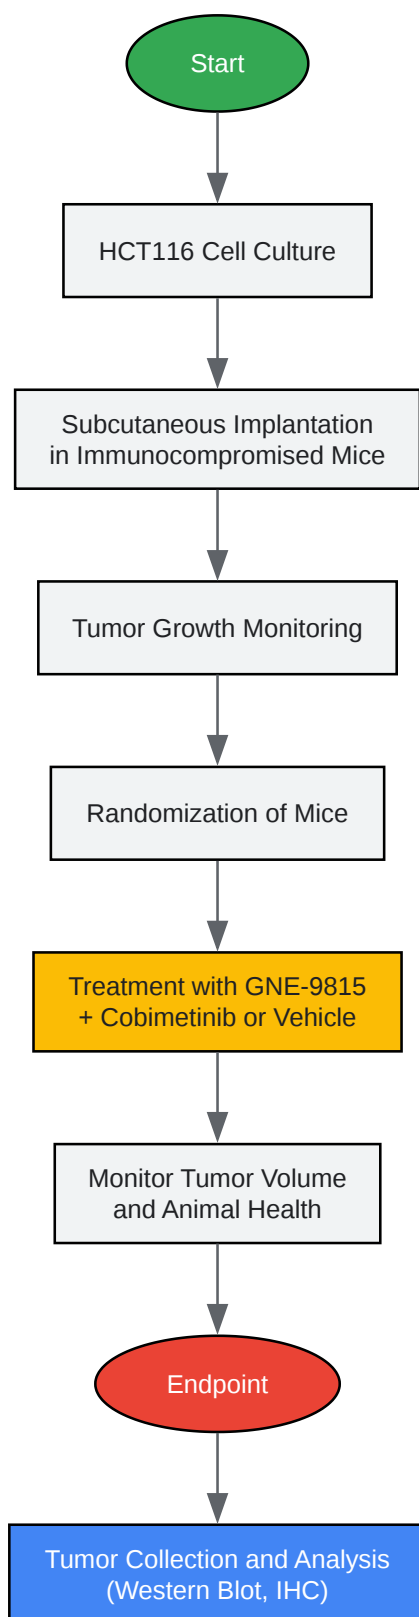 Start
HCT116 Cell Culture
Subcutaneous Implantation
in Immunocompromised Mice
Tumor Growth Monitoring
Randomization of Mice
Treatment with GNE-9815
+ Cobimetinib or Vehicle
Monitor Tumor Volume
and Animal Health
Endpoint
Tumor Collection and Analysis
(Western Blot, IHC)